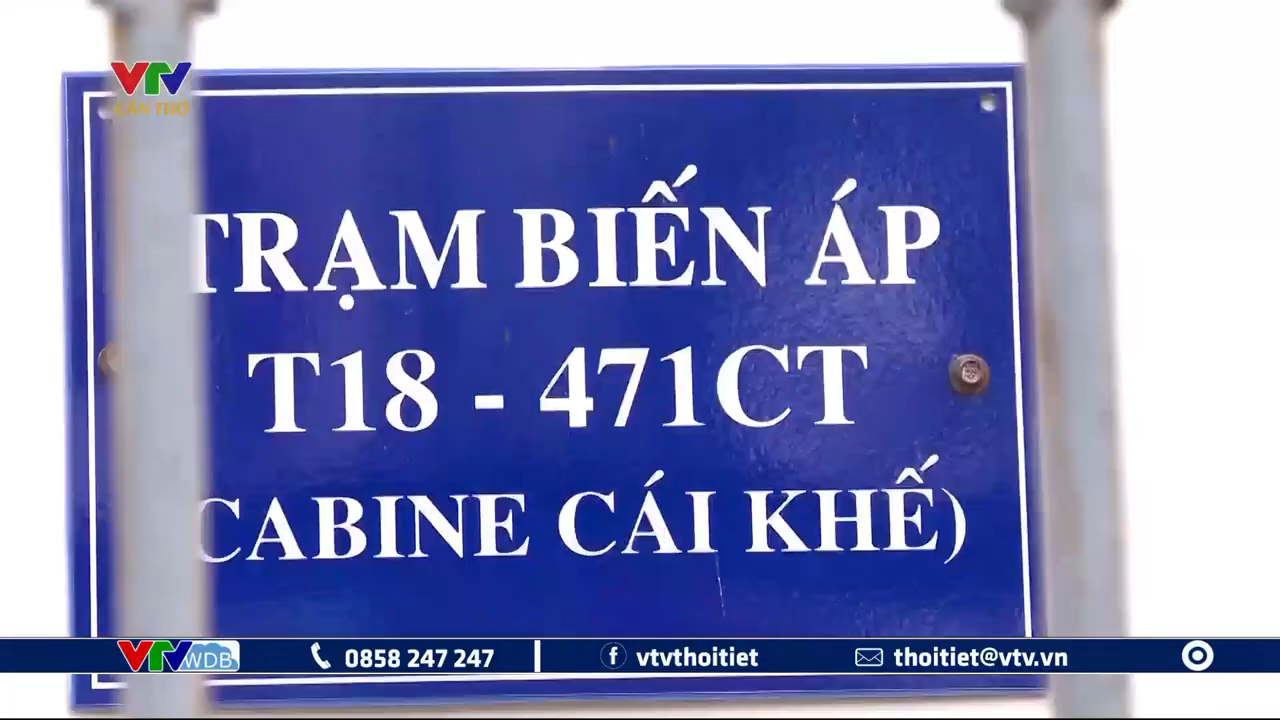 VTV
CẦN THƠ
TRẠM BIẾN ÁP
T18 - 471CT
(CABINE CÁI KHẾ)
VTV WDB 0858 247 247 vtvthoitiet thoitiet@vtv.vn